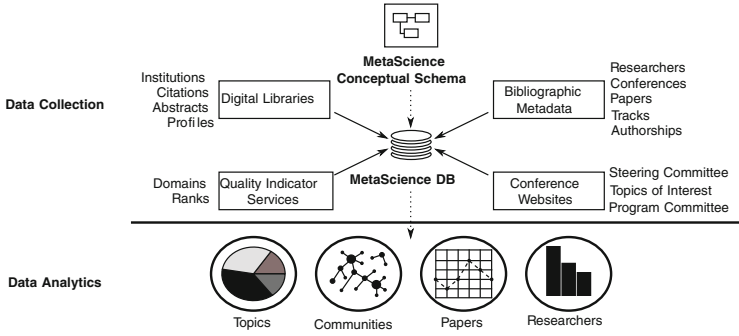 MetaScience
Conceptual Schema
Data Collection
Institutions
Citations
Abstracts
Profiles
Digital Libraries
Bibliographic
Metadata
Researchers
Conferences
Papers
Tracks
Authorships
MetaScience DB
Domains
Ranks
Quality Indicator
Services
Conference
Websites
Steering Committee
Topics of Interest
Program Committee
Data Analytics
Topics
Communities
Papers
Researchers